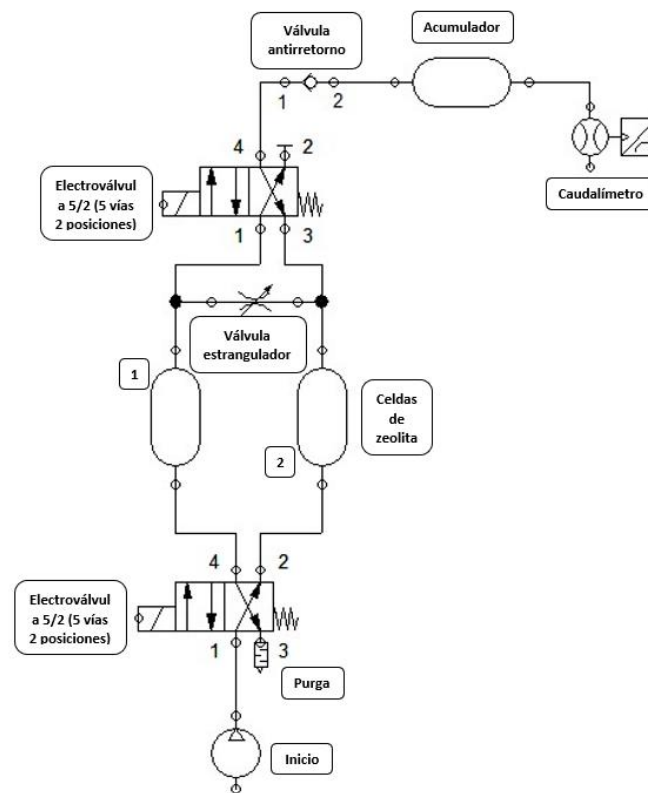 Válvula
antirretorno
Acumulador
1
2
4
2
Electroválvul
a 5/2 (5 vías
2 posiciones)
Caudalímetro
1
3
Válvula
estrangulador
1
Celdas
de
zeolita
2
4
2
Electroválvul
a 5/2 (5 vías
2 posiciones)
1
3
Purga
Inicio